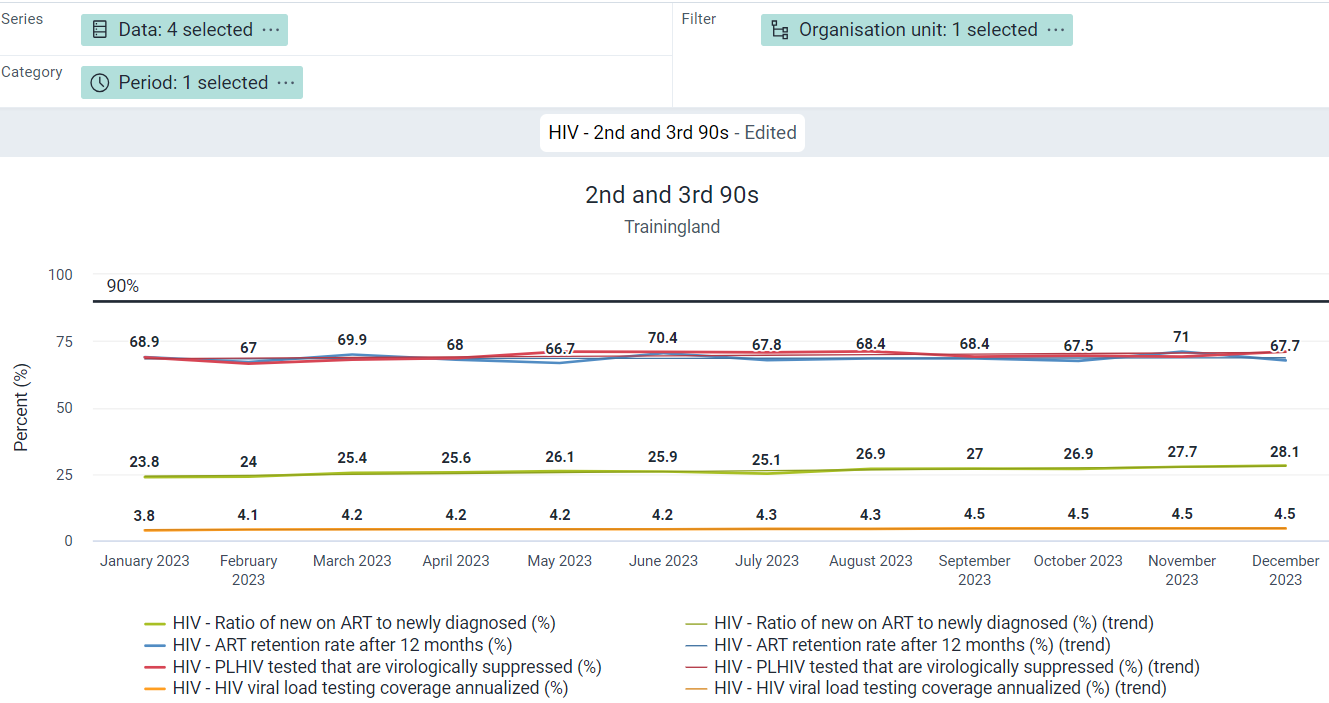 Series
Data: 4 selected ···
Filter
Organisation unit: 1 selected ···
Category
Period: 1 selected ···
HIV - 2nd and 3rd 90s - Edited
2nd and 3rd 90s
Trainingland
Percent (%)
100
90%
75
50
25
0
68.9 67 69.9 68 66.7 70.4 67.8 68.4 68.4 67.5 71 67.7
23.8 24 25.4 25.6 26.1 25.9 25.1 26.9 27 26.9 27.7 28.1
3.8 4.1 4.2 4.2 4.2 4.2 4.3 4.3 4.5 4.5 4.5 4.5
January 2023
February
2023
March 2023
April 2023
May 2023
June 2023
July 2023
August 2023
September
2023
October 2023
November
2023
December
2023
HIV - Ratio of new on ART to newly diagnosed (%)
HIV - ART retention rate after 12 months (%)
HIV - PLHIV tested that are virologically suppressed (%)
HIV - HIV viral load testing coverage annualized (%)
HIV - Ratio of new on ART to newly diagnosed (%) (trend)
HIV - ART retention rate after 12 months (%) (trend)
HIV - PLHIV tested that are virologically suppressed (%) (trend)
HIV - HIV viral load testing coverage annualized (%) (trend)